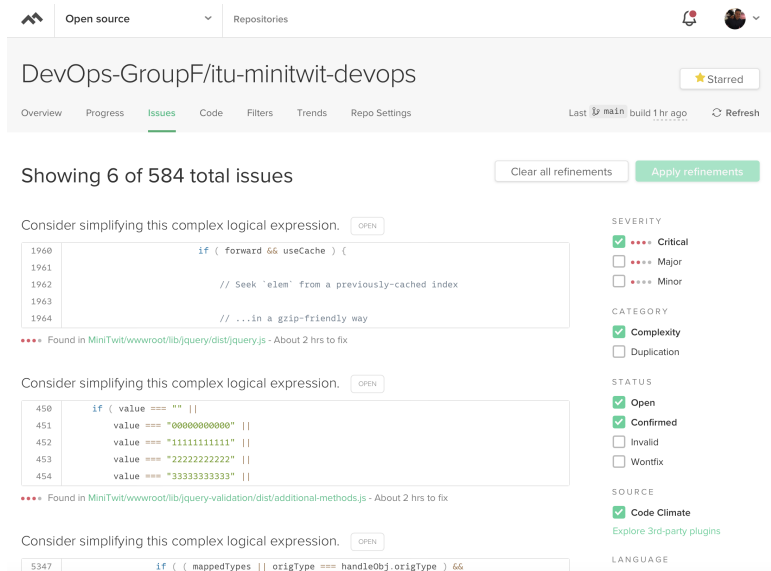 Open source
Repositories
DevOps-GroupF/itu-minitwit-devops
Starred
Overview Progress Issues Code Filters Trends Repo Settings
Last main build 1 hr ago Refresh
Showing 6 of 584 total issues
Clear all refinements Apply refinements
Consider simplifying this complex logical expression. OPEN
1960 if ( forward && useCache ) {
1961
1962 // Seek `elem` from a previously-cached index
1963
1964 // ...in a gzip-friendly way
Found in MiniTwit/wwwroot/lib/jquery/dist/jquery.js - About 2 hrs to fix
Consider simplifying this complex logical expression. OPEN
450 if ( value === "" ||
451 value === "00000000000" ||
452 value === "11111111111" ||
453 value === "22222222222" ||
454 value === "33333333333" ||
Found in MiniTwit/wwwroot/lib/jquery-validation/dist/additional-methods.js - About 2 hrs to fix
Consider simplifying this complex logical expression. OPEN
5347 if ( ( mappedTypes || origType === handleObj.origType ) &&
SEVERITY
Critical
Major
Minor
CATEGORY
Complexity
Duplication
STATUS
Open
Confirmed
Invalid
Wontfix
SOURCE
Code Climate
Explore 3rd-party plugins
LANGUAGE